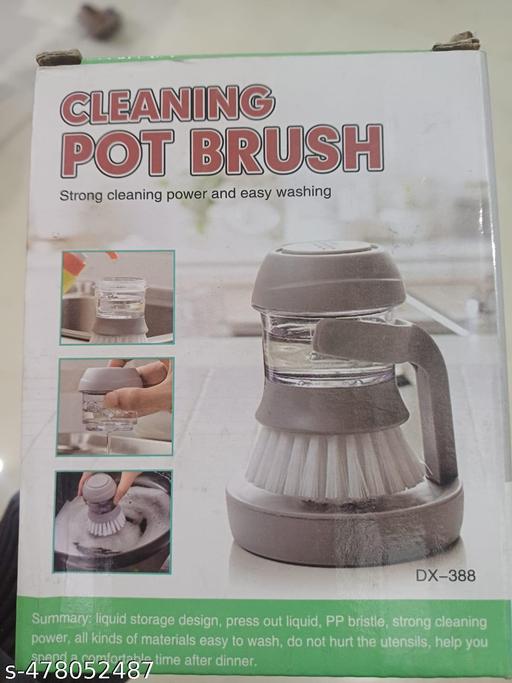 CLEANING
POT BRUSH
Strong cleaning power and easy washing
DX-388
Summary: liquid storage design, press out liquid, PP bristle, strong cleaning
power, all kinds of materials easy to wash, do not hurt the utensils, help you
spend a comfortable time after dinner.
S-478052487